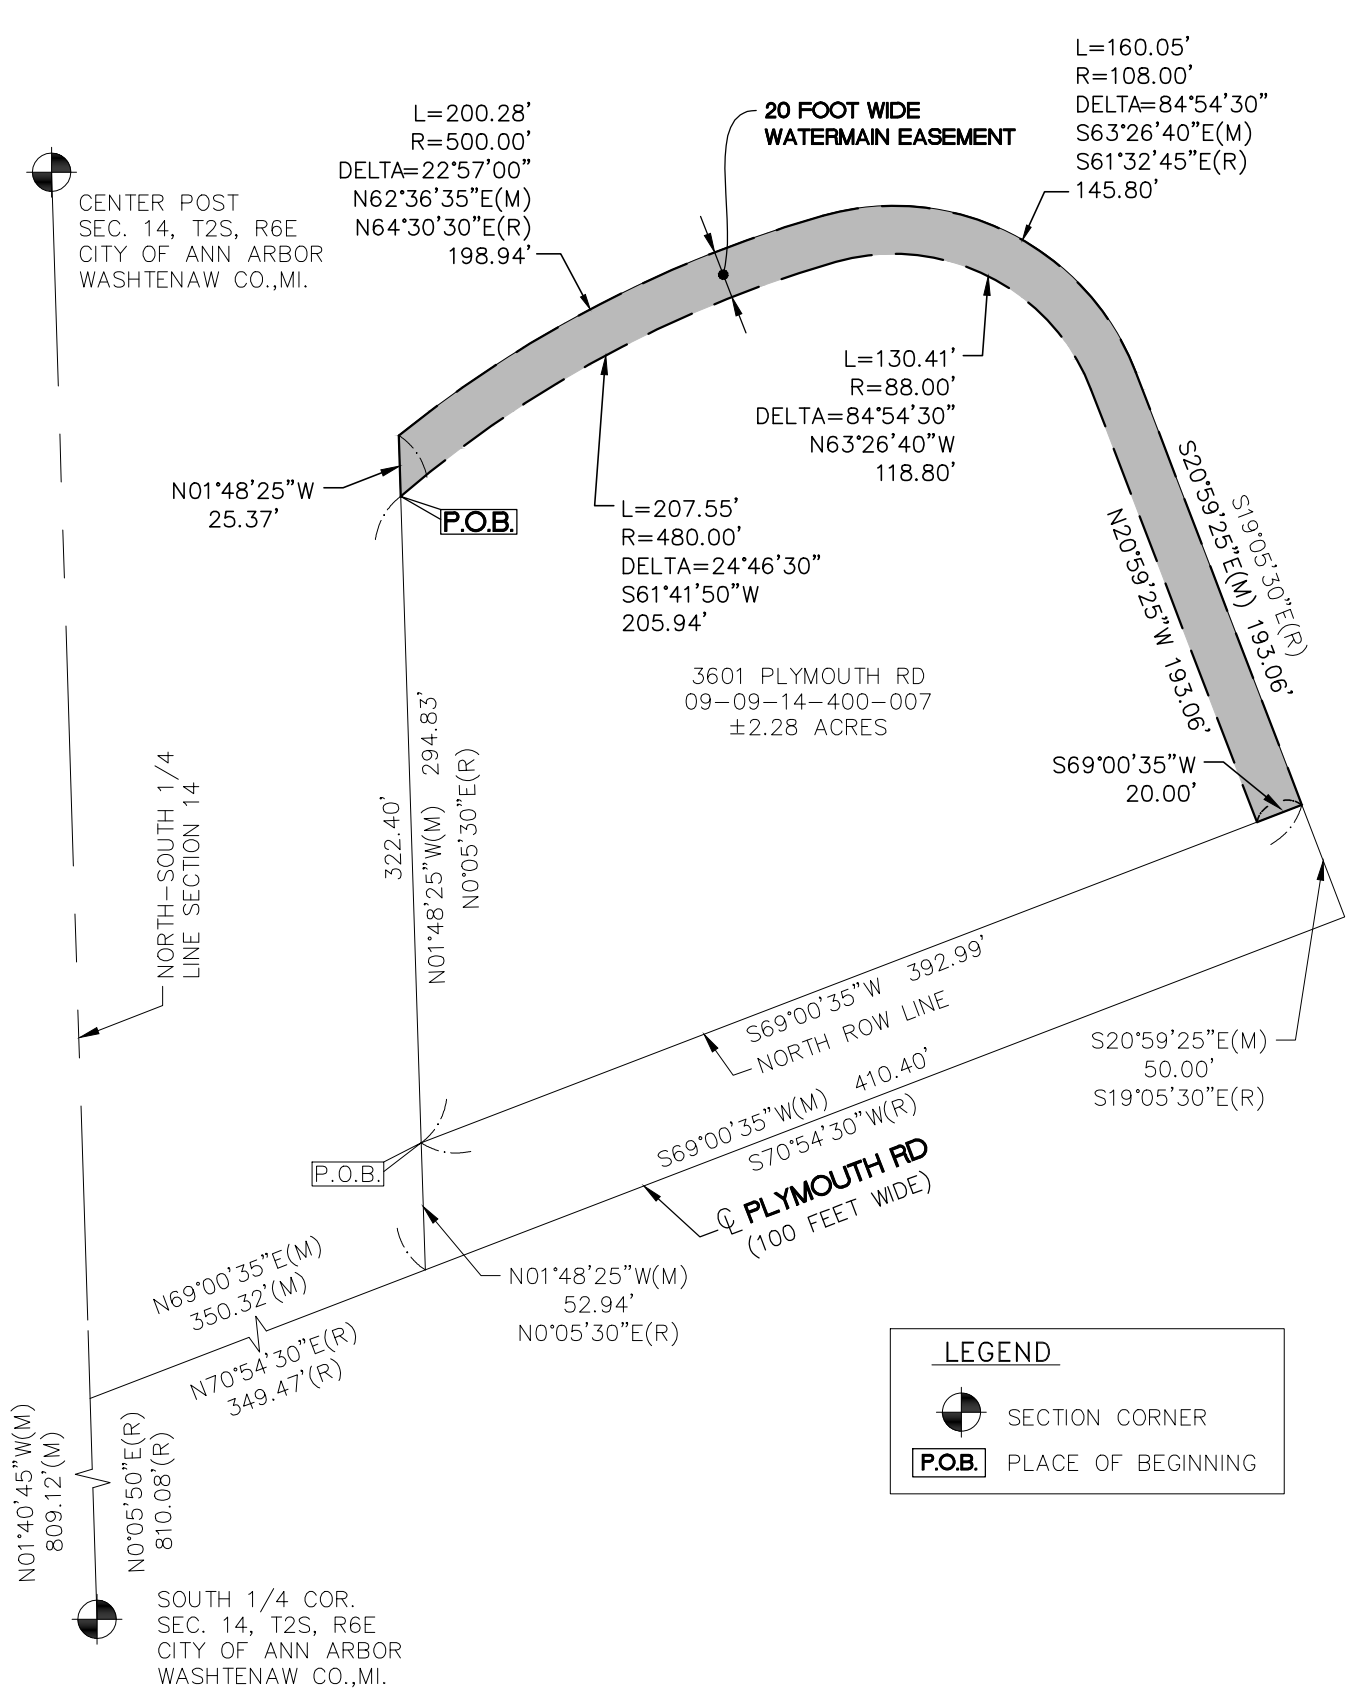 L=160.05’
R=108.00’
DELTA=84°54’30”
S63°26’40”E(M)
S61°32’45”E(R)
145.80’
L=200.28’
R=500.00’
DELTA=22°57’00”
N62°36’35”E(M)
N64°30’30”E(R)
198.94’
20 FOOT WIDE
WATERMAIN EASEMENT
CENTER POST
SEC. 14, T2S, R6E
CITY OF ANN ARBOR
WASHTENAW CO.,MI.
L=130.41’
R=88.00’
DELTA=84°54’30”
N63°26’40”W
118.80’
N01°48’25”W
25.37’
P.O.B.
L=207.55’
R=480.00’
DELTA=24°46’30”
S61°41’50”W
205.94’
S19°05’30”E(R)
S20°59’25”E(M) 193.06’
N20°59’25”W 193.06’
3601 PLYMOUTH RD
09-09-14-400-007
±2.28 ACRES
S69°00’35”W
20.00’
322.40’
N01°48’25”W(M) 294.83’
N0°05’30”E(R)
NORTH-SOUTH 1/4
LINE SECTION 14
S69°00’35”W 392.99’
NORTH ROW LINE
S20°59’25”E(M)
50.00’
S19°05’30”E(R)
S69°00’35”W(M) 410.40’
S70°54’30”W(R)
℄ PLYMOUTH RD
(100 FEET WIDE)
P.O.B.
N69°00’35”E(M)
350.32’(M)
N70°54’30”E(R)
349.47’(R)
N01°48’25”W(M)
52.94’
N0°05’30”E(R)
LEGEND
SECTION CORNER
P.O.B. PLACE OF BEGINNING
N01°40’45”W(M)
809.12’(M)
N0°05’50”E(R)
810.08’(R)
SOUTH 1/4 COR.
SEC. 14, T2S, R6E
CITY OF ANN ARBOR
WASHTENAW CO.,MI.